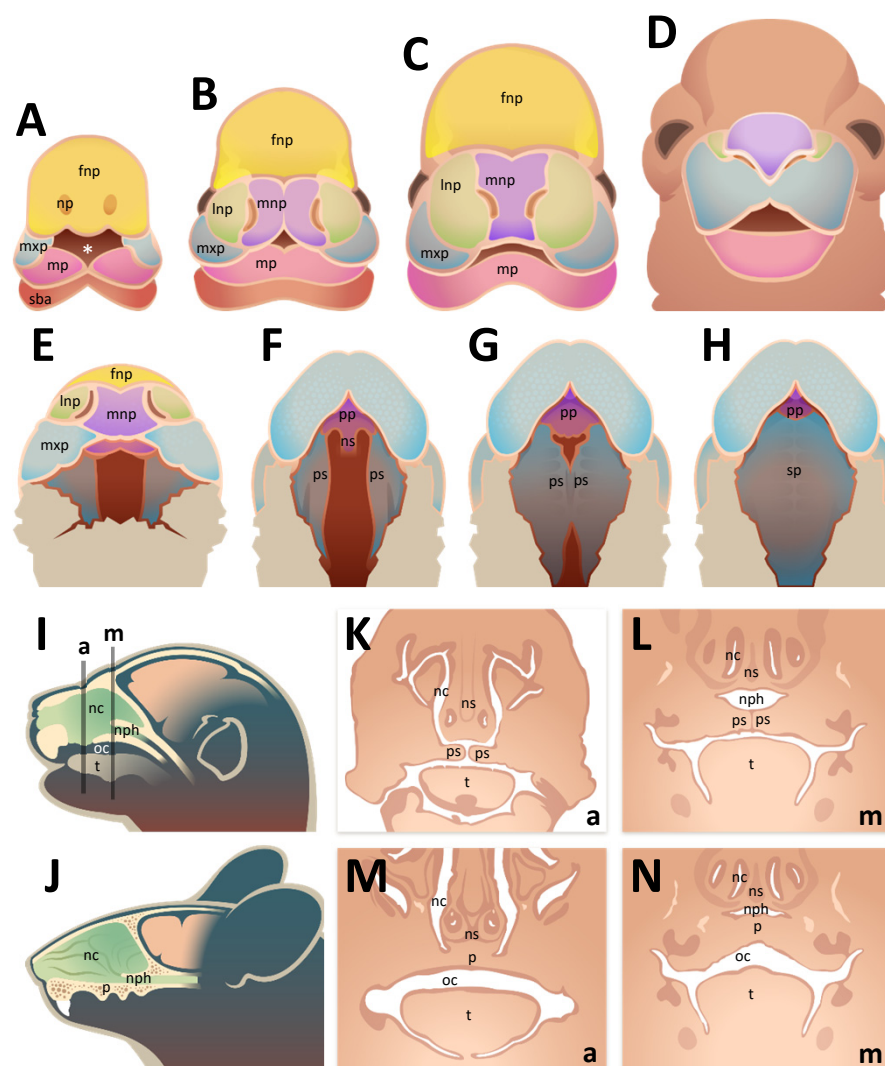 A
fnp
np
mxp
*
mp
sba
B
fnp
lnp
mnp
mxp
mp
C
fnp
lnp
mnp
mxp
mp
D
E
fnp
lnp
mnp
mxp
F
pp
ns
ps
ps
G
pp
ps
ps
H
pp
sp
I
a
m
nc
nph
oc
t
K
nc
ns
ps
ps
t
a
L
nc
ns
nph
ps
ps
t
m
J
nc
nph
p
M
nc
ns
p
oc
t
a
N
nc
ns
nph
p
oc
t
m